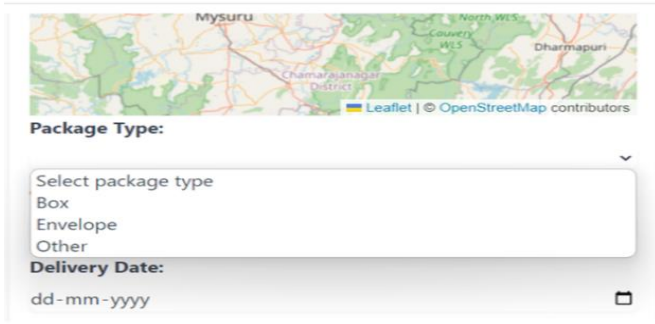 Mysuru
North WLS
Cauvery
WLS
Dharmapuri
Chamarajanagar
District
Leaflet | © OpenStreetMap contributors
Package Type:
Select package type
Box
Envelope
Other
Delivery Date:
dd-mm-yyyy